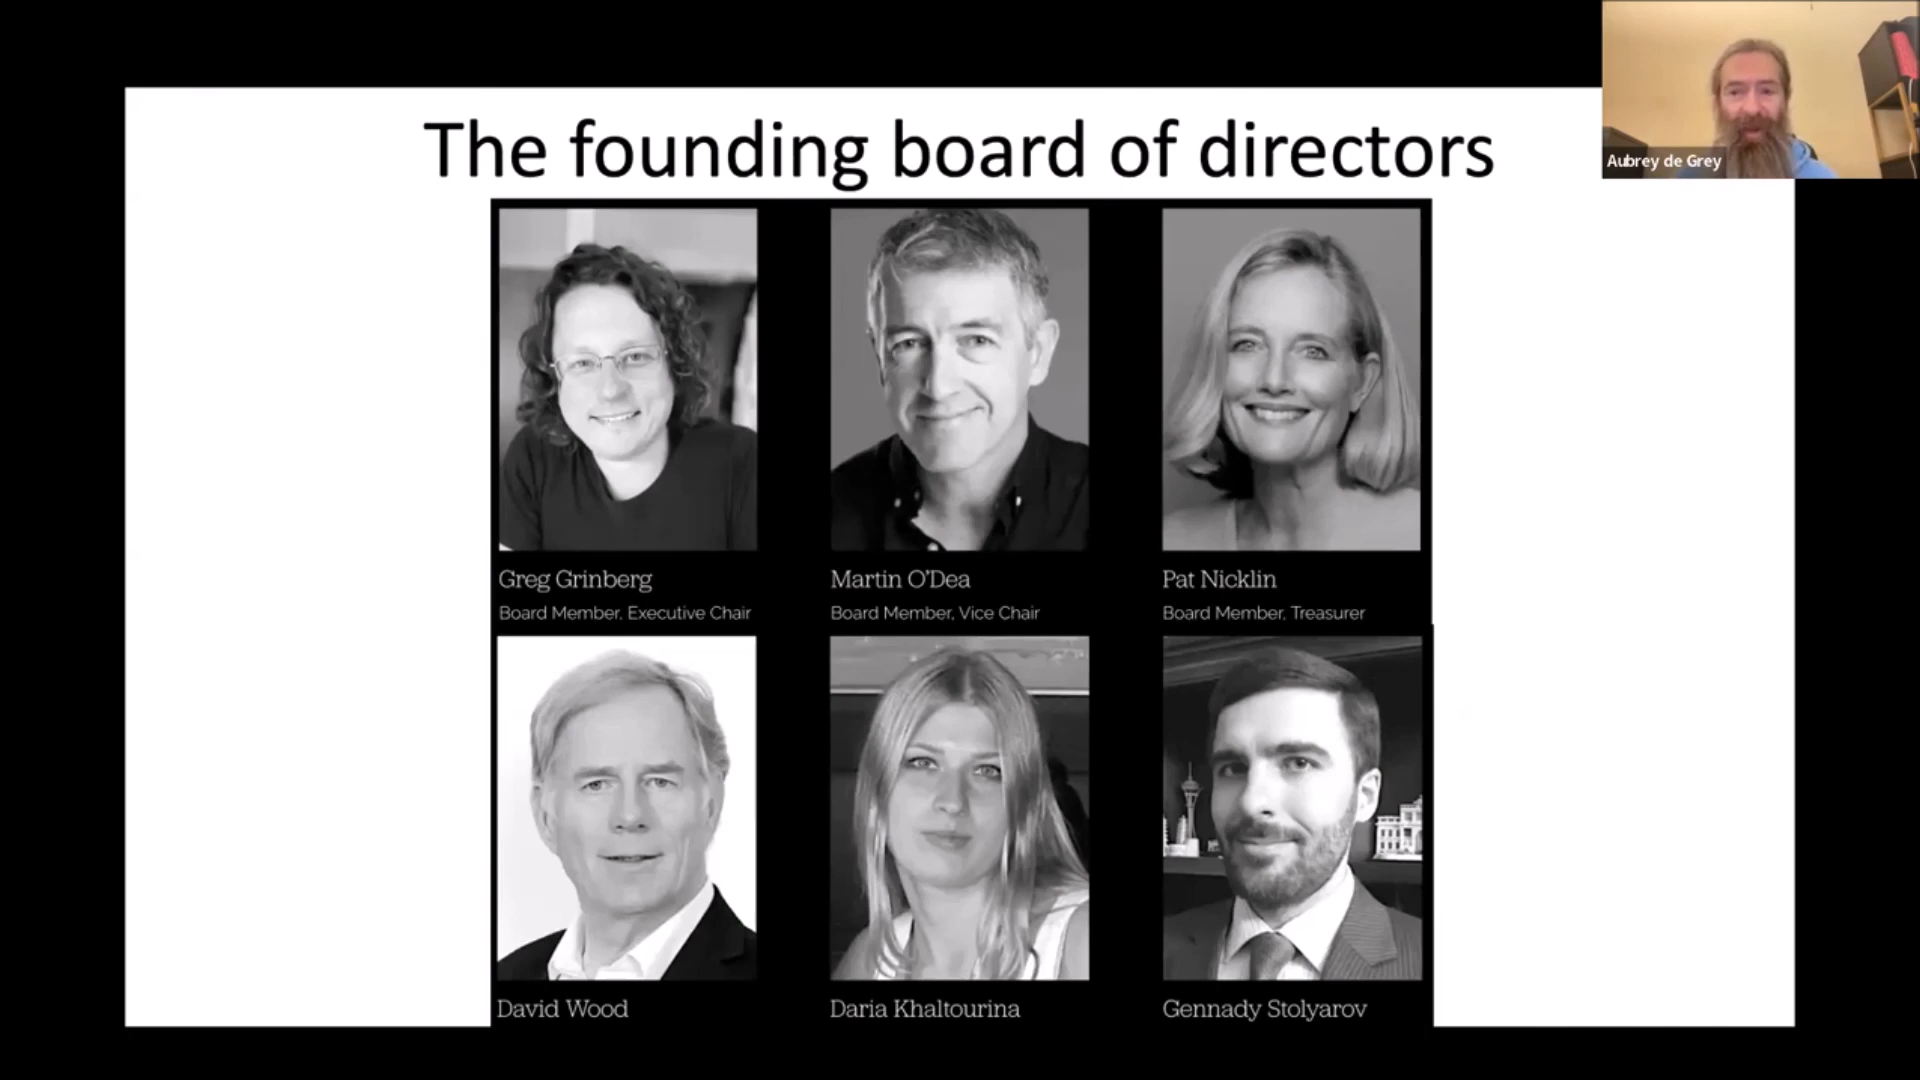 The founding board of directors
Aubrey de Grey
Greg Grinberg
Board Member, Executive Chair
Martin O'Dea
Board Member, Vice Chair
Pat Nicklin
Board Member, Treasurer
David Wood
Daria Khaltourina
Gennady Stolyarov